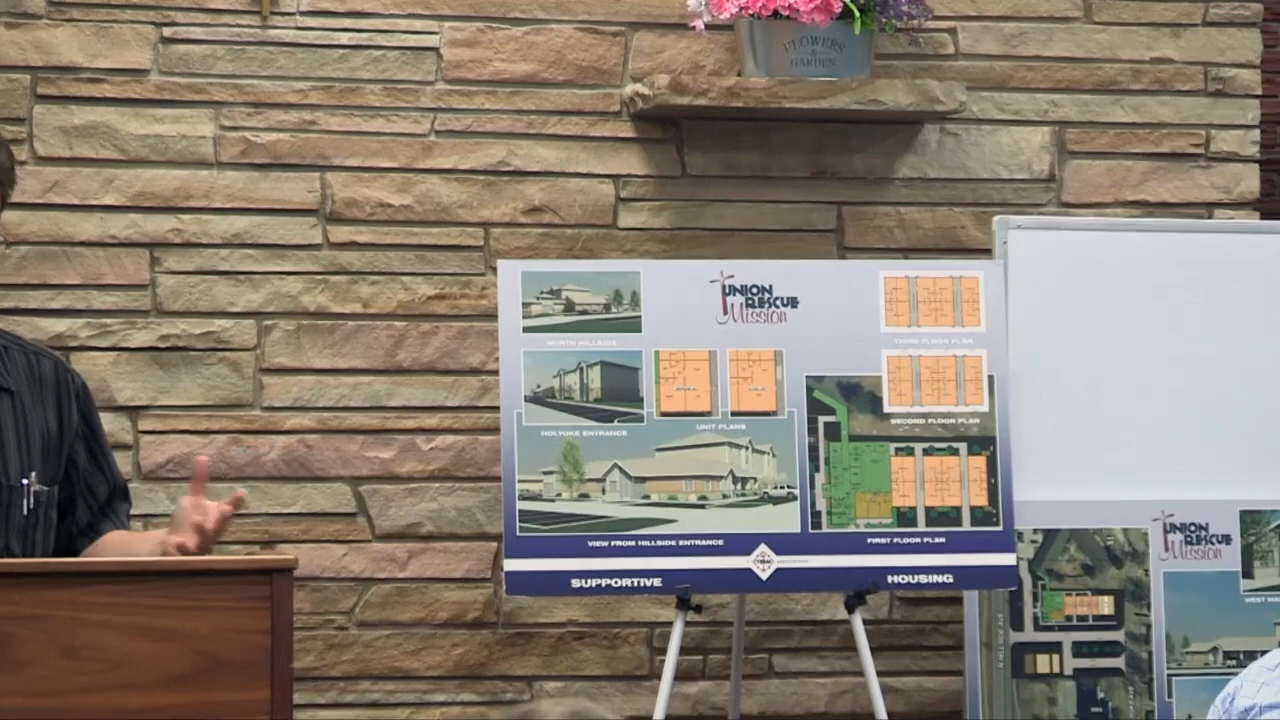 FLOWERS
&
GARDEN
UNION
RESCUE
Mission
NORTH HILLSIDE
THIRD FLOOR PLAN
HOLYOKE ENTRANCE
UNIT PLANS
SECOND FLOOR PLAN
VIEW FROM HILLSIDE ENTRANCE
FIRST FLOOR PLAN
SUPPORTIVE
HOUSING
UNION
RESCUE
Mission